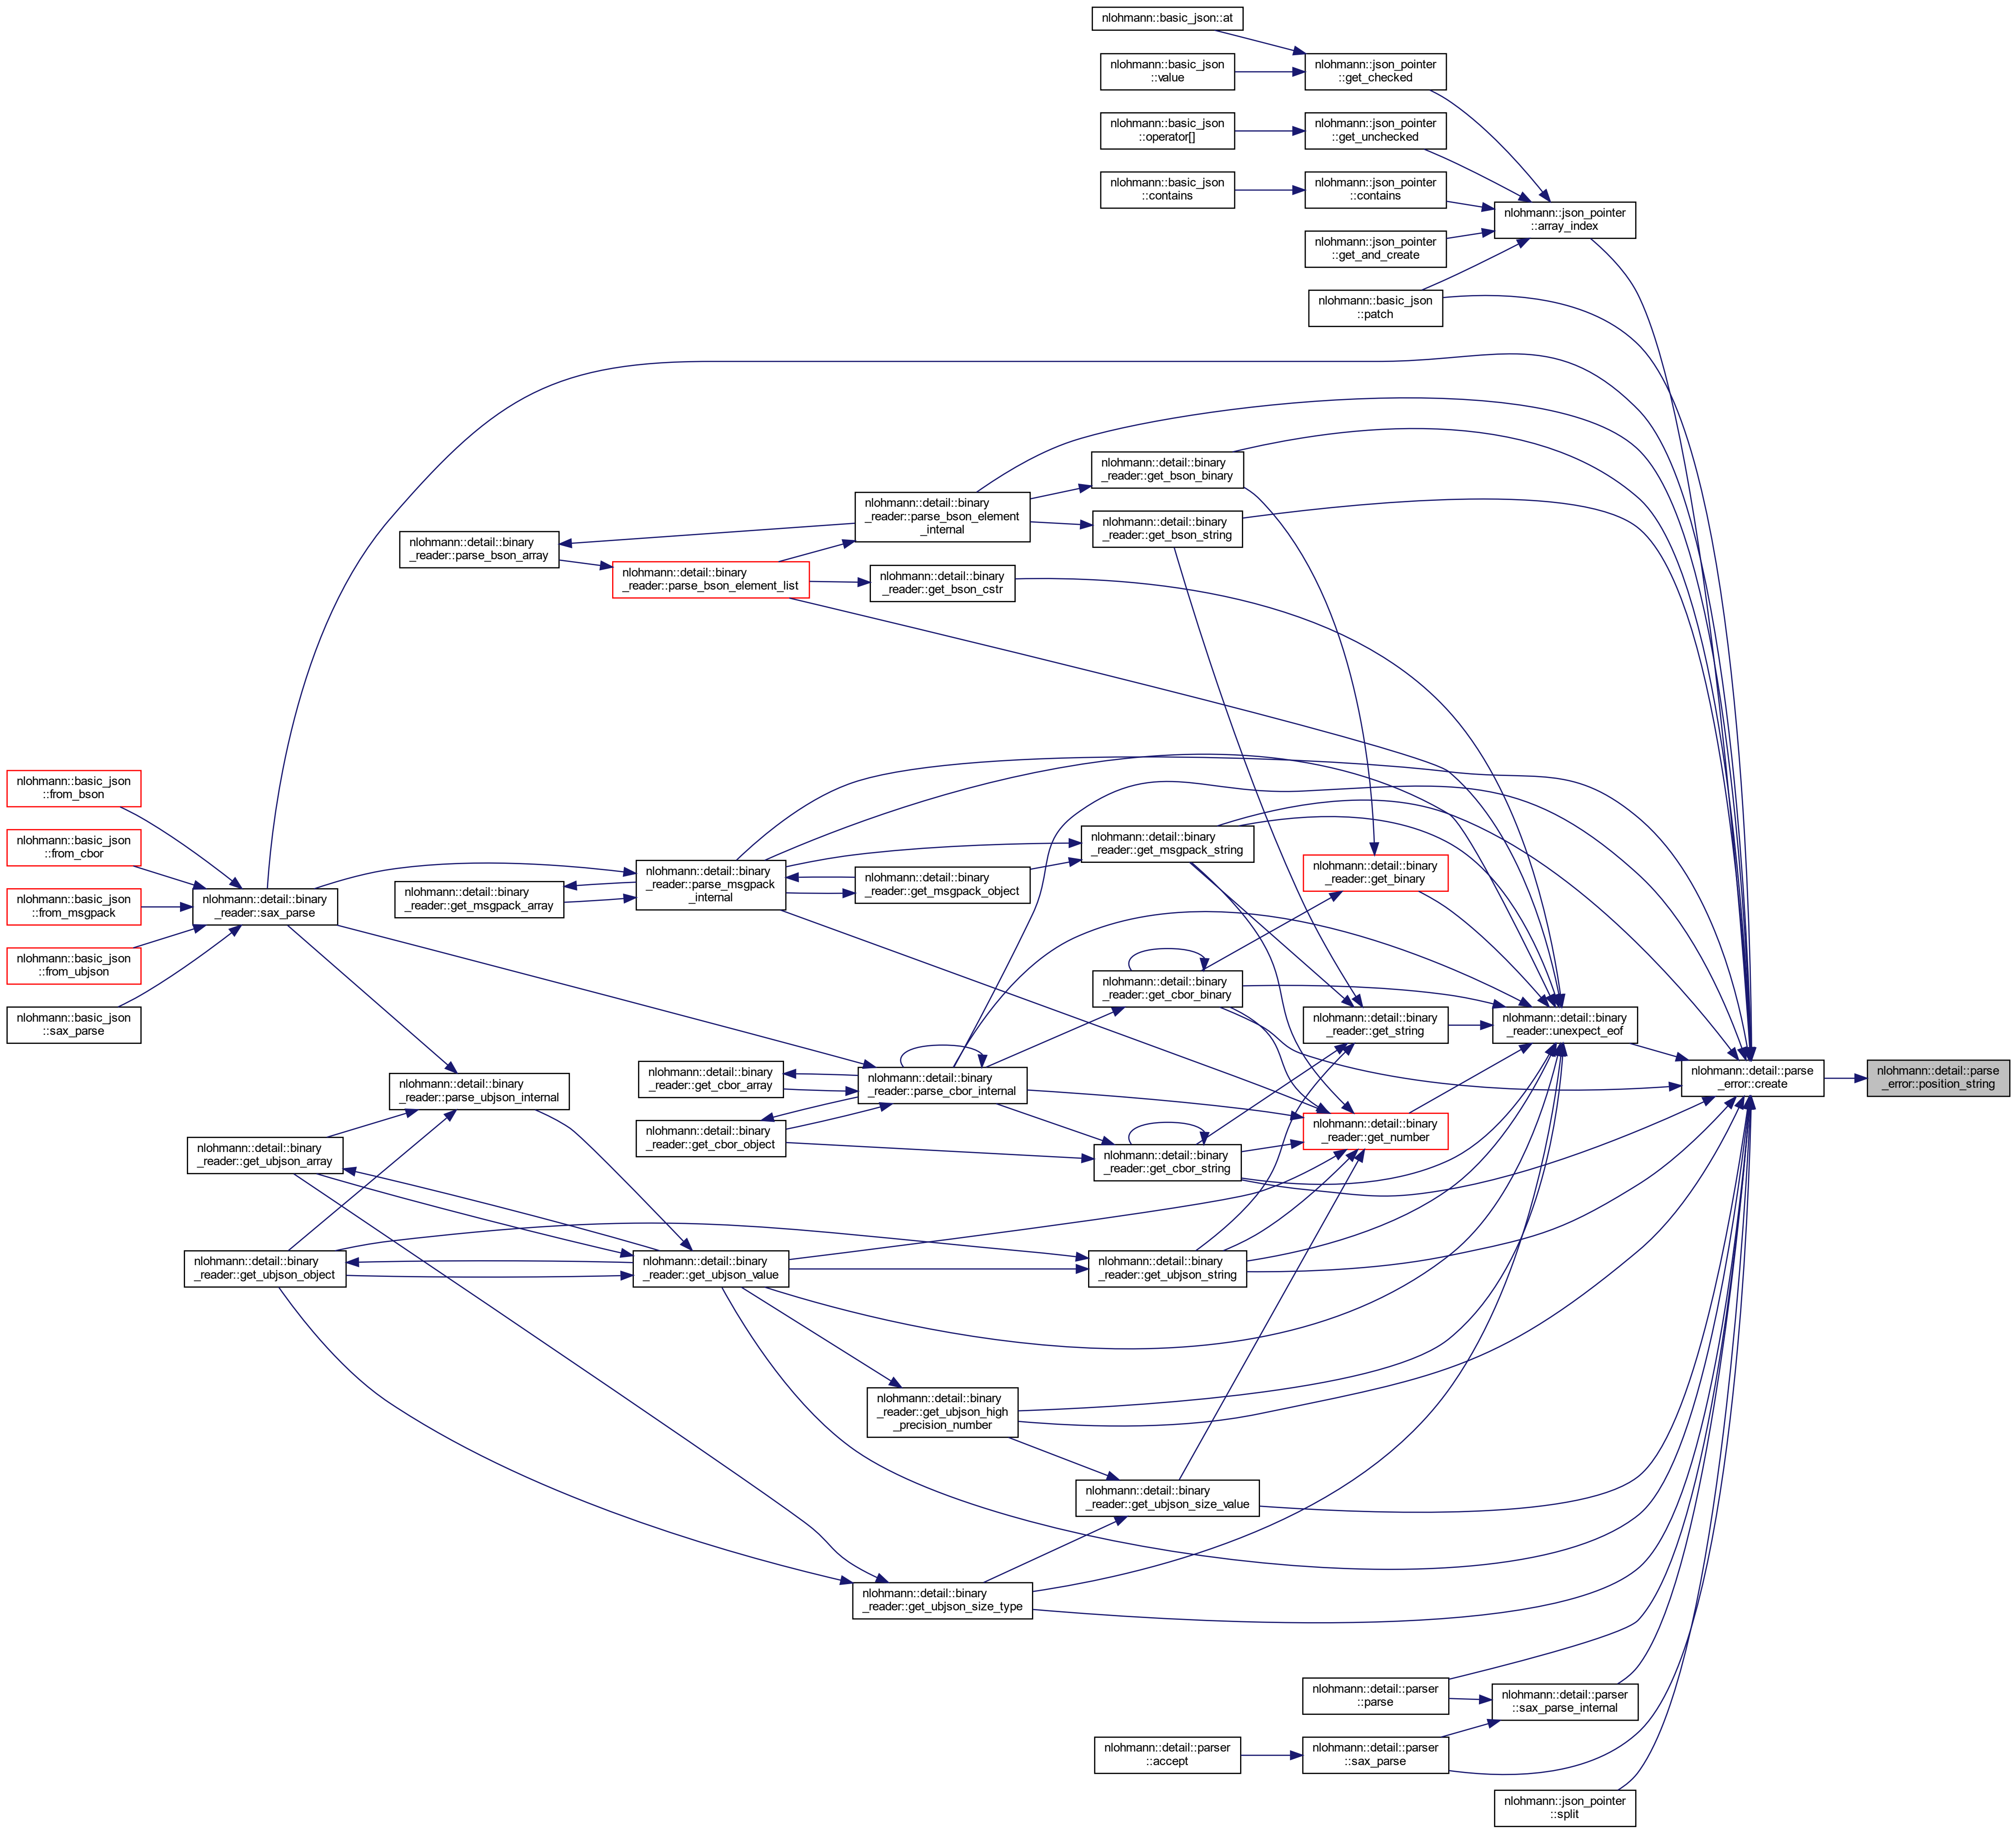 nlohmann::basic_json::at
nlohmann::basic_json
::value
nlohmann::json_pointer
::get_checked
nlohmann::basic_json
::operator[]
nlohmann::json_pointer
::get_unchecked
nlohmann::basic_json
::contains
nlohmann::json_pointer
::contains
nlohmann::json_pointer
::array_index
nlohmann::json_pointer
::get_and_create
nlohmann::basic_json
::patch
nlohmann::detail::binary
_reader::get_bson_binary
nlohmann::detail::binary
_reader::parse_bson_element
_internal
nlohmann::detail::binary
_reader::get_bson_string
nlohmann::detail::binary
_reader::parse_bson_array
nlohmann::detail::binary
_reader::parse_bson_element_list
nlohmann::detail::binary
_reader::get_bson_cstr
nlohmann::basic_json
::from_bson
nlohmann::basic_json
::from_cbor
nlohmann::basic_json
::from_msgpack
nlohmann::basic_json
::from_ubjson
nlohmann::basic_json
::sax_parse
nlohmann::detail::binary
_reader::sax_parse
nlohmann::detail::binary
_reader::get_msgpack_string
nlohmann::detail::binary
_reader::get_binary
nlohmann::detail::binary
_reader::parse_msgpack
_internal
nlohmann::detail::binary
_reader::get_msgpack_object
nlohmann::detail::binary
_reader::get_msgpack_array
nlohmann::detail::binary
_reader::get_cbor_binary
nlohmann::detail::binary
_reader::get_string
nlohmann::detail::binary
_reader::unexpect_eof
nlohmann::detail::binary
_reader::get_cbor_array
nlohmann::detail::binary
_reader::parse_cbor_internal
nlohmann::detail::parse
_error::create
nlohmann::detail::parse
_error::position_string
nlohmann::detail::binary
_reader::parse_ubjson_internal
nlohmann::detail::binary
_reader::get_cbor_object
nlohmann::detail::binary
_reader::get_number
nlohmann::detail::binary
_reader::get_ubjson_array
nlohmann::detail::binary
_reader::get_cbor_string
nlohmann::detail::binary
_reader::get_ubjson_object
nlohmann::detail::binary
_reader::get_ubjson_value
nlohmann::detail::binary
_reader::get_ubjson_string
nlohmann::detail::binary
_reader::get_ubjson_high
_precision_number
nlohmann::detail::binary
_reader::get_ubjson_size_value
nlohmann::detail::binary
_reader::get_ubjson_size_type
nlohmann::detail::parser
::parse
nlohmann::detail::parser
::sax_parse_internal
nlohmann::detail::parser
::accept
nlohmann::detail::parser
::sax_parse
nlohmann::json_pointer
::split